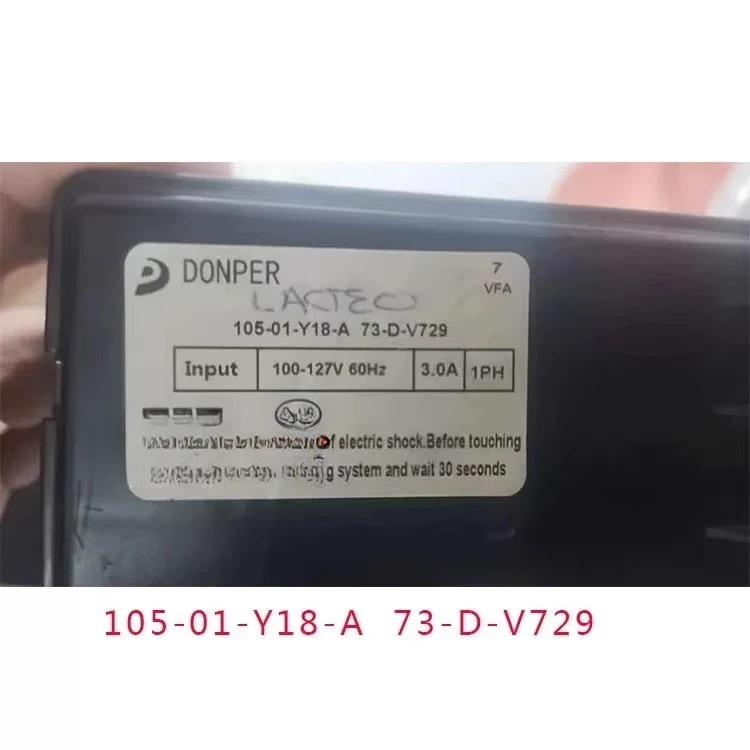 DONPER
7
VFA
LACTEO
105-01-Y18-A 73-D-V729
Input 100-127V 60Hz 3.0A 1PH
of electric shock.Before touching
g system and wait 30 seconds
105-01-Y18-A 73-D-V729